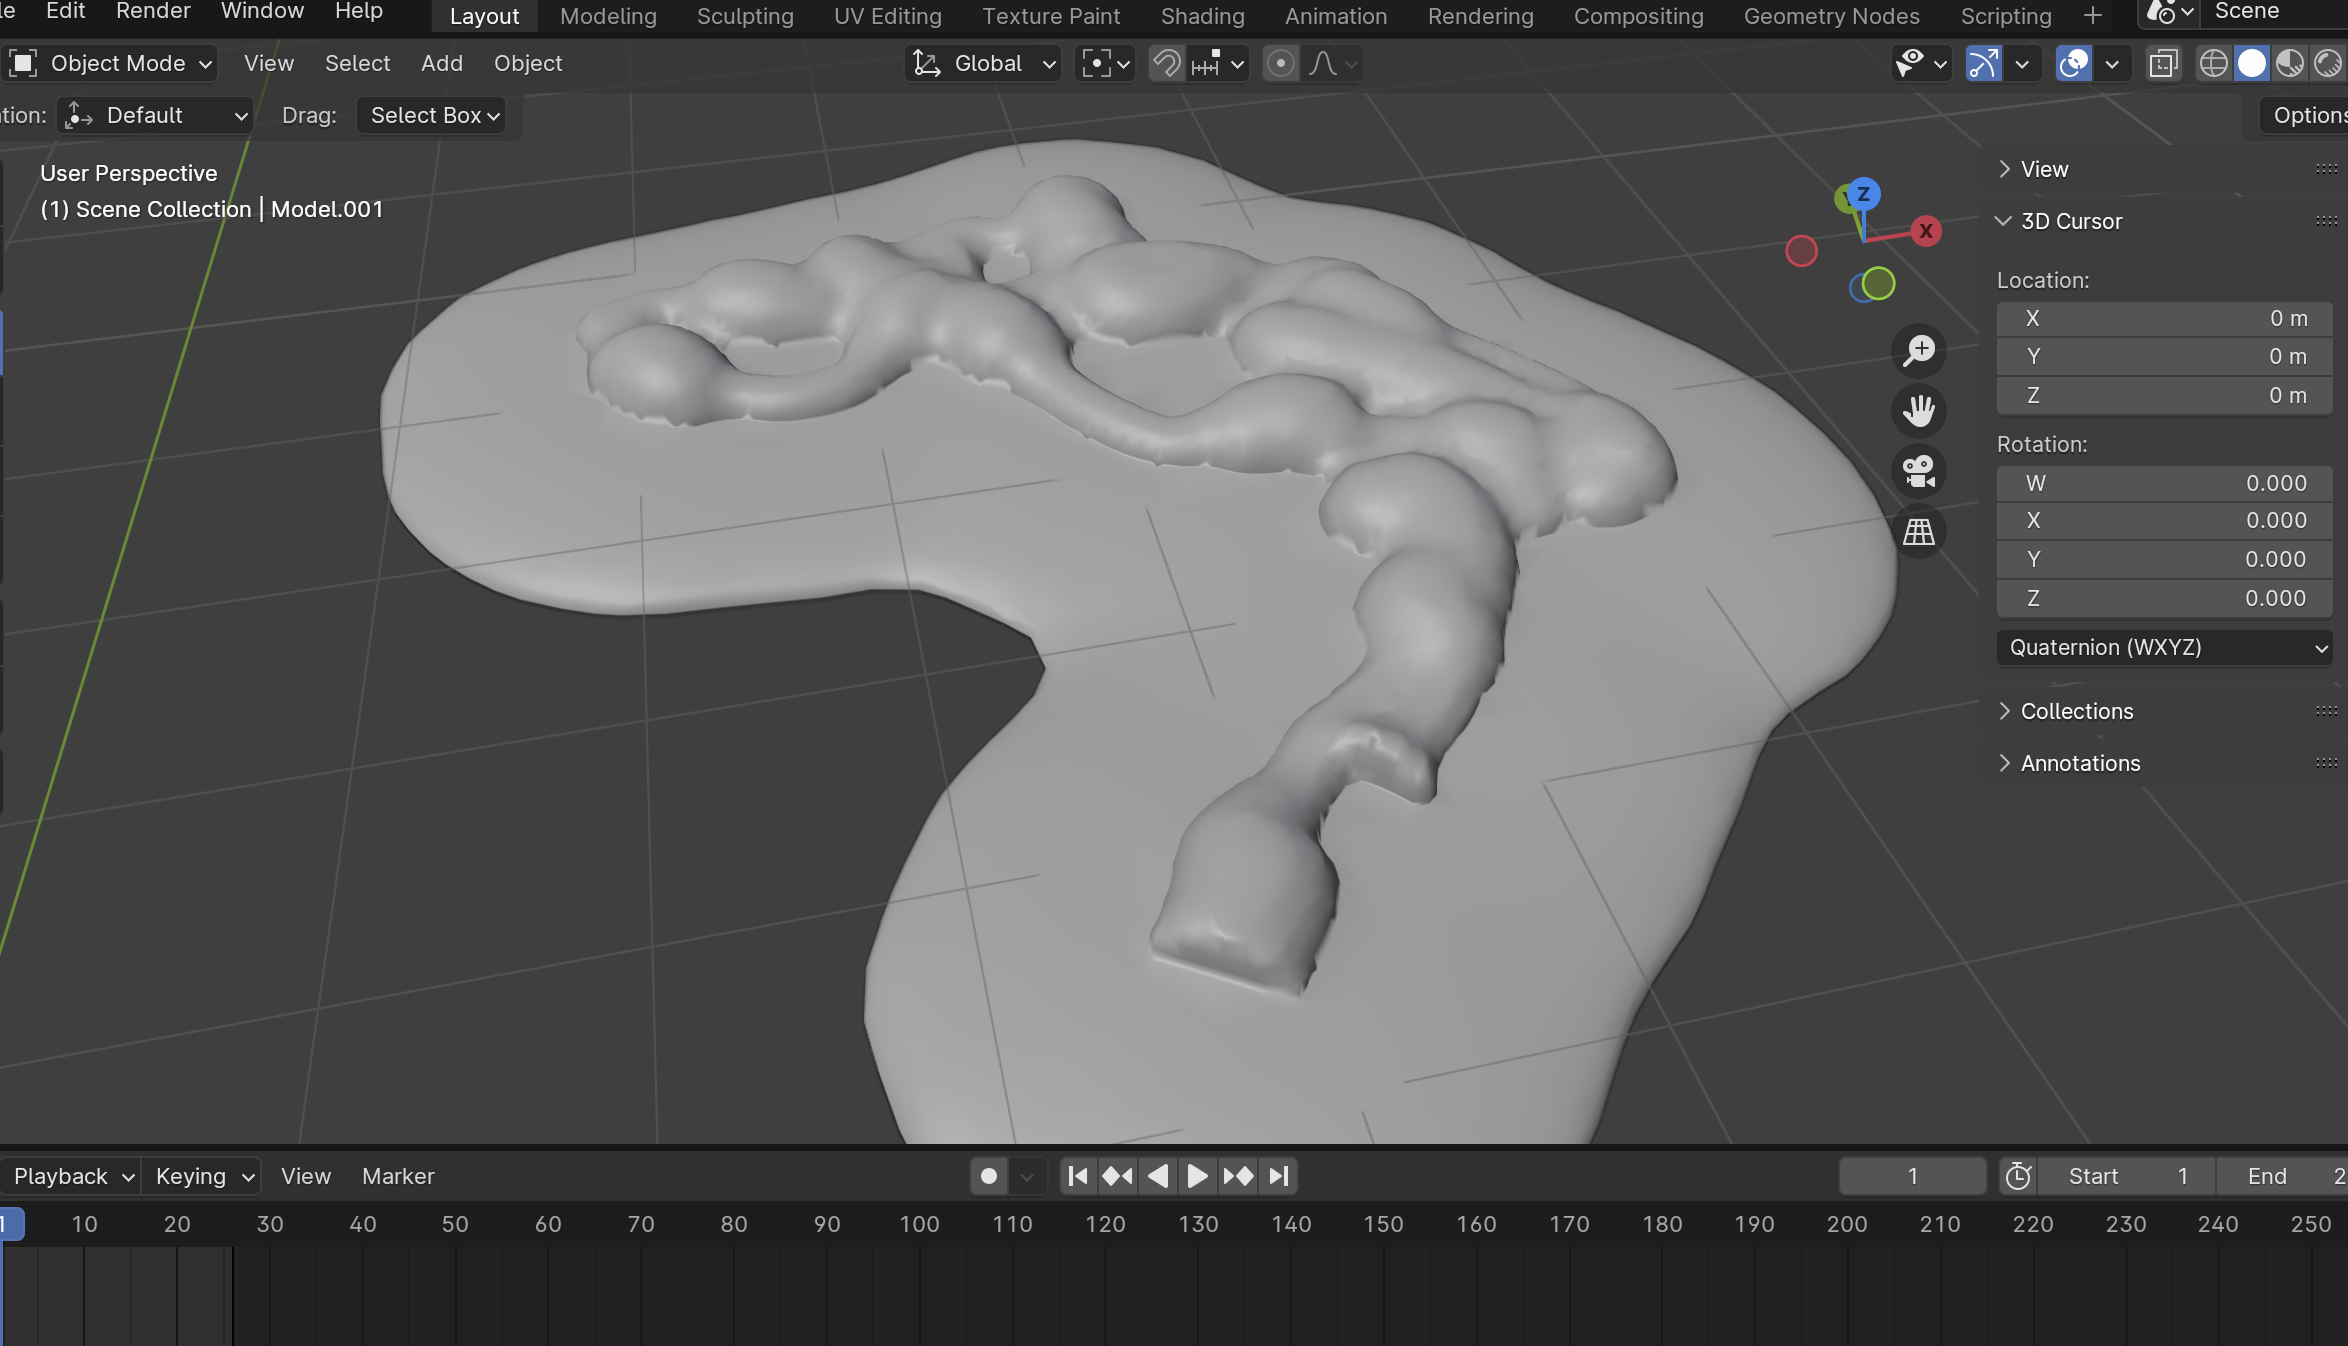 le Edit Render Window Help Layout Modeling Sculpting UV Editing Texture Paint Shading Animation Rendering Compositing Geometry Nodes Scripting + Scene
Object Mode View Select Add Object Global
tion: Default Drag: Select Box Options
User Perspective
(1) Scene Collection | Model.001
Z
X
View
3D Cursor
Location:
X 0 m
Y 0 m
Z 0 m
Rotation:
W 0.000
X 0.000
Y 0.000
Z 0.000
Quaternion (WXYZ)
Collections
Annotations
Playback Keying View Marker 1 Start 1 End 2
1 10 20 30 40 50 60 70 80 90 100 110 120 130 140 150 160 170 180 190 200 210 220 230 240 250